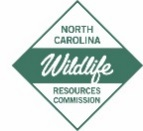 NORTH
CAROLINA
Wildlife
RESOURCES
COMMISSION